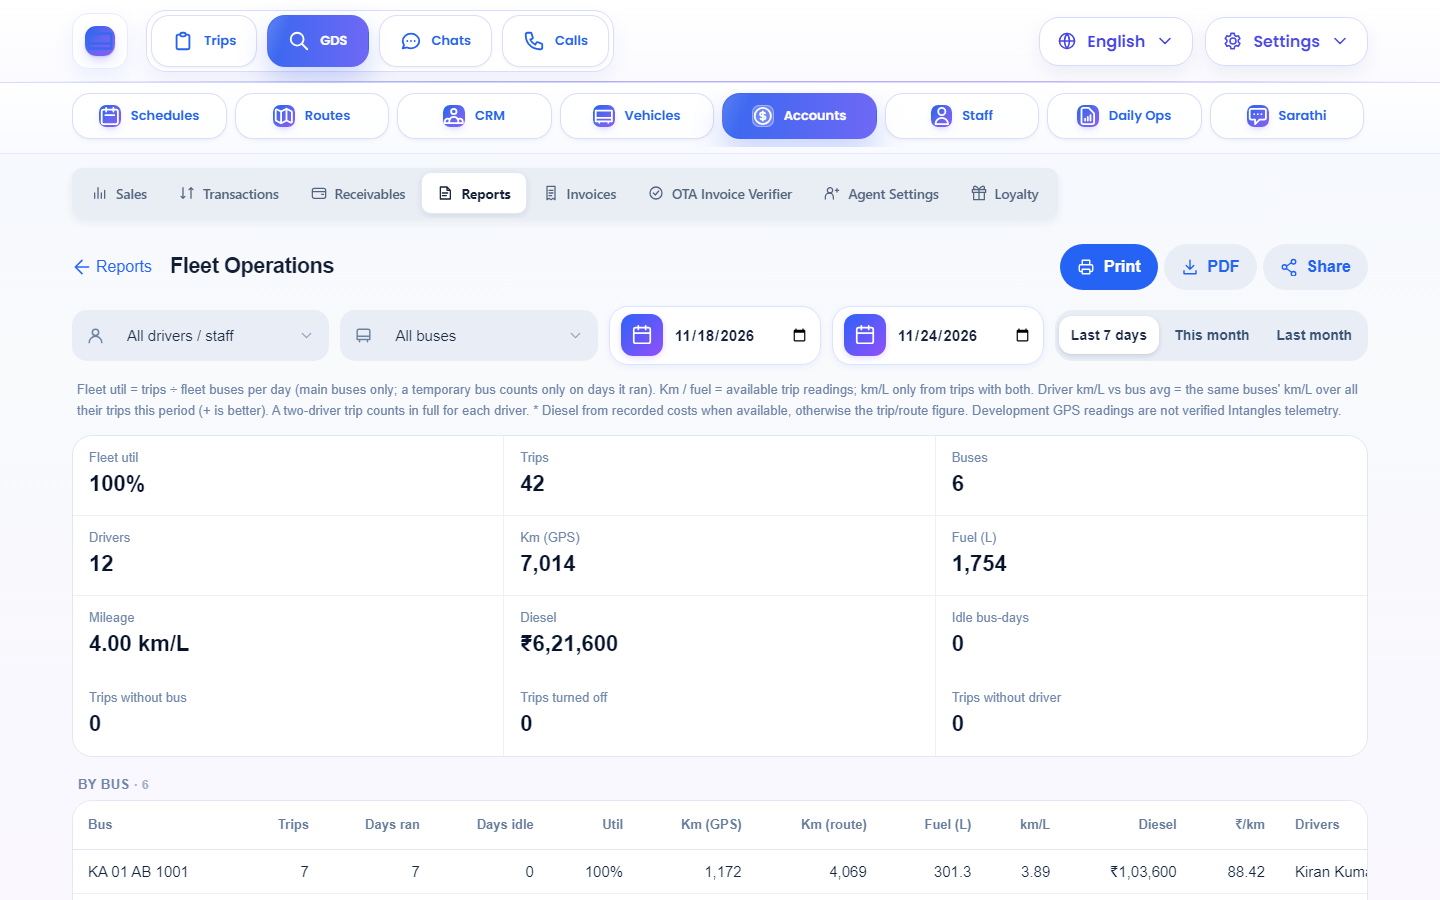 Trips
GDS
Chats
Calls
English
Settings
Schedules
Routes
CRM
Vehicles
Accounts
Staff
Daily Ops
Sarathi
Sales
Transactions
Receivables
Reports
Invoices
OTA Invoice Verifier
Agent Settings
Loyalty
Reports
Fleet Operations
Print
PDF
Share
All drivers / staff
All buses
11/18/2026
11/24/2026
Last 7 days
This month
Last month
Fleet util = trips ÷ fleet buses per day (main buses only; a temporary bus counts only on days it ran). Km / fuel = available trip readings; km/L only from trips with both. Driver km/L vs bus avg = the same buses' km/L over all
their trips this period (+ is better). A two-driver trip counts in full for each driver. * Diesel from recorded costs when available, otherwise the trip/route figure. Development GPS readings are not verified Intangles telemetry.
Fleet util
100%
Trips
42
Buses
6
Drivers
12
Km (GPS)
7,014
Fuel (L)
1,754
Mileage
4.00 km/L
Diesel
₹6,21,600
Idle bus-days
0
Trips without bus
0
Trips turned off
0
Trips without driver
0
BY BUS · 6
Bus Trips Days ran Days idle Util Km (GPS) Km (route) Fuel (L) km/L Diesel ₹/km Drivers
KA 01 AB 1001 7 7 0 100% 1,172 4,069 301.3 3.89 ₹1,03,600 88.42 Kiran